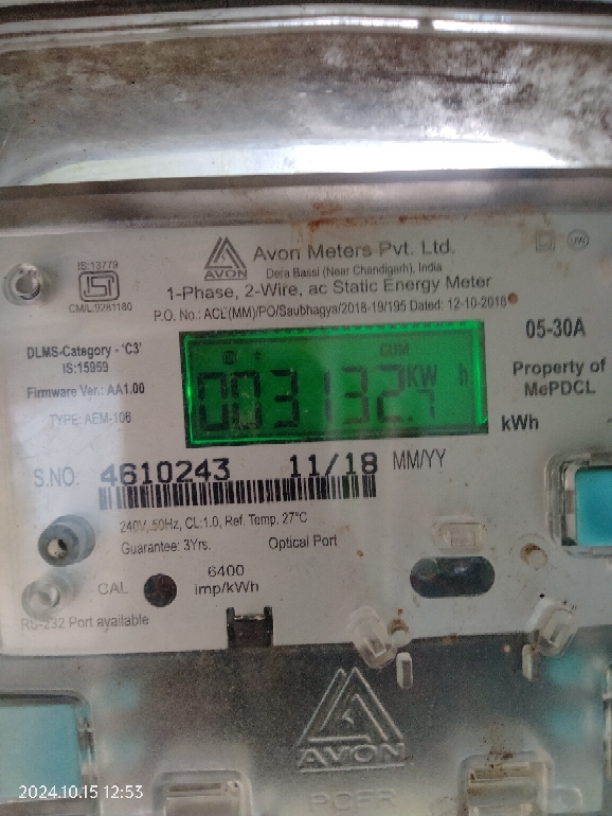 Avon Meters Pvt. Ltd.
AVON
Dera Bassi (Near Chandigarh), India
IS:13779
CM/L:9281180
1-Phase, 2-Wire, ac Static Energy Meter
P.O. No.: ACE(MM)/PO/Saubhagya/2018-19/195 Dated: 12-10-2018
05-30A
DLMS-Category - 'C3'
IS:15959
Firmware Ver.: AA1.00
TYPE: AEM-106
CUM
003132.7 KW h
Property of
MePDCL
kWh
S.NO. 4610243 11/18 MM/YY
240V, 50Hz, CL:1.0, Ref. Temp. 27°C
Guarantee: 3Yrs. Optical Port
CAL
6400
imp/kWh
RS-232 Port available
AVON
2024.10.15 12:53